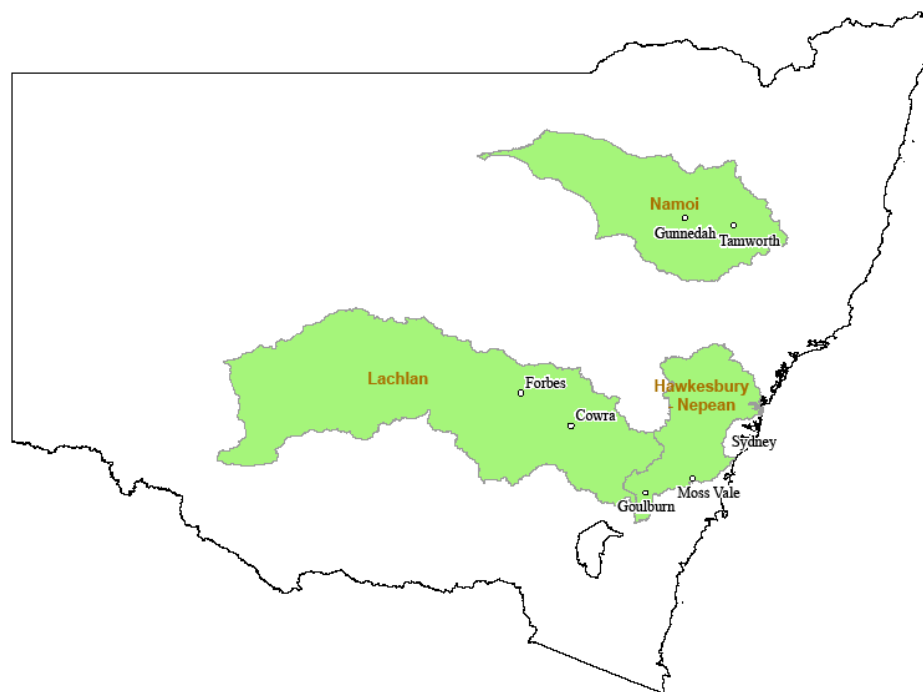 Namoi
Gunnedah
Tamworth
Lachlan
Forbes
Hawkesbury
Nepean
Cowra
Sydney
Goulburn
Moss Vale